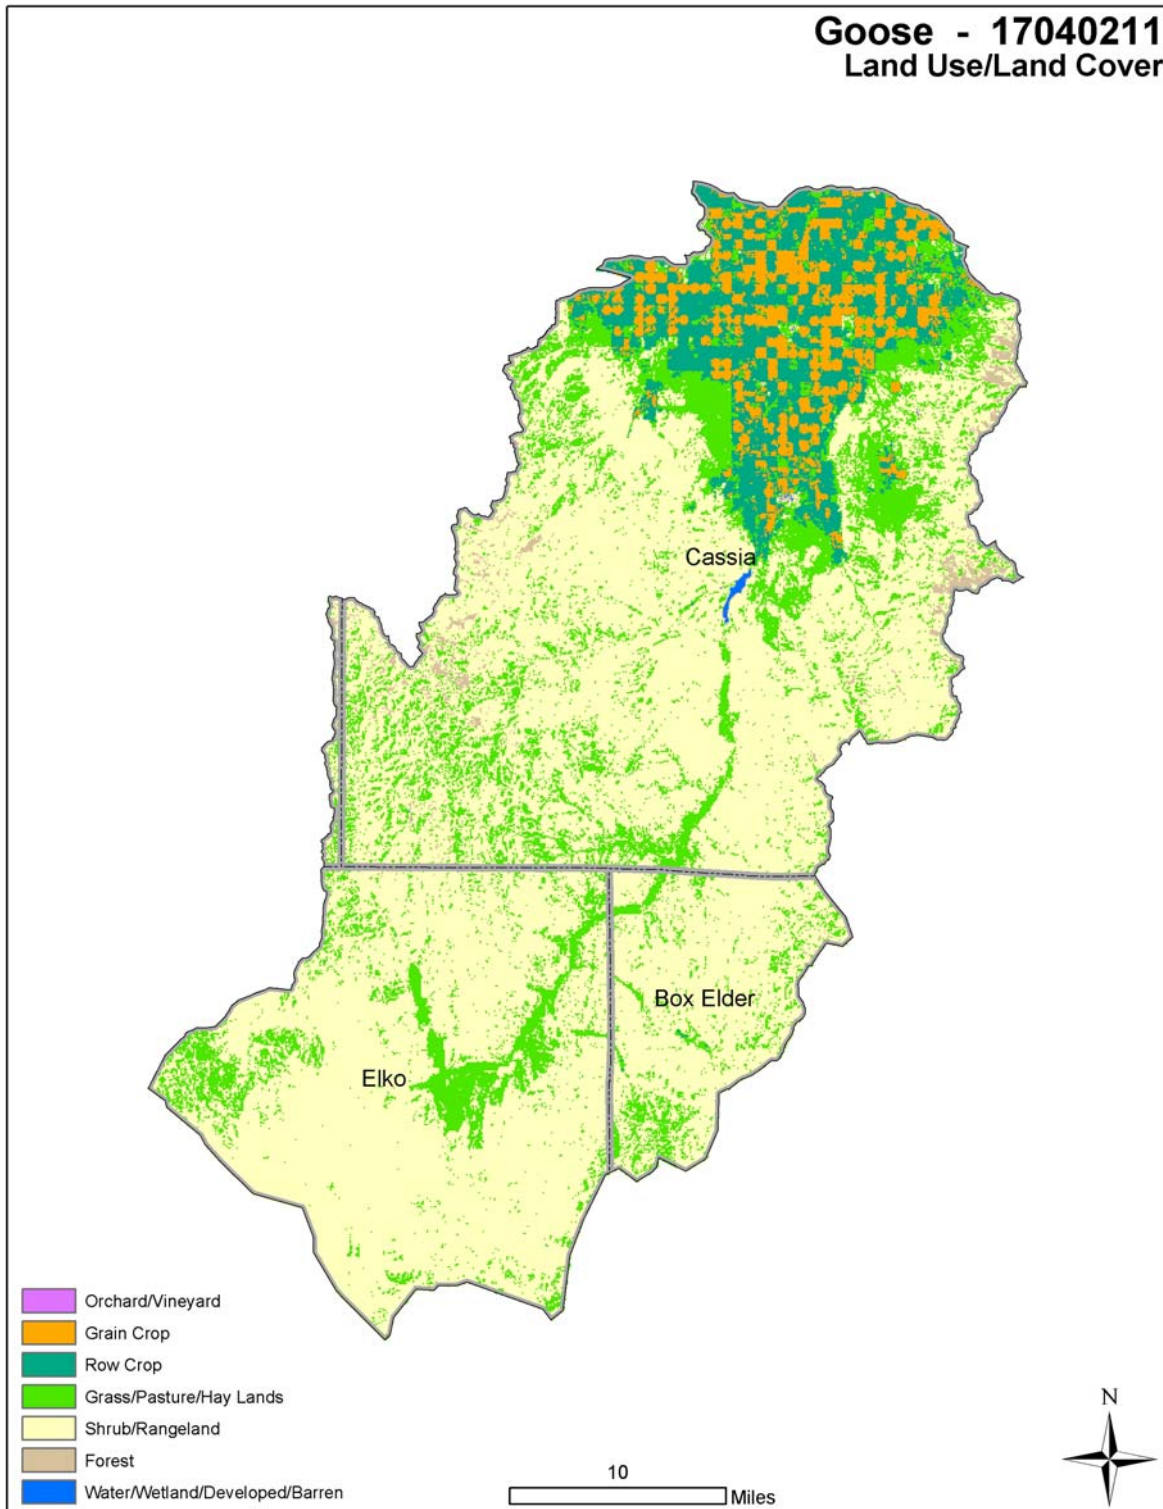 Goose - 17040211
Land Use/Land Cover
Cassia
Box Elder
Elko
Orchard/Vineyard
Grain Crop
Row Crop
Grass/Pasture/Hay Lands
Shrub/Rangeland
Forest
Water/Wetland/Developed/Barren
10
Miles
N